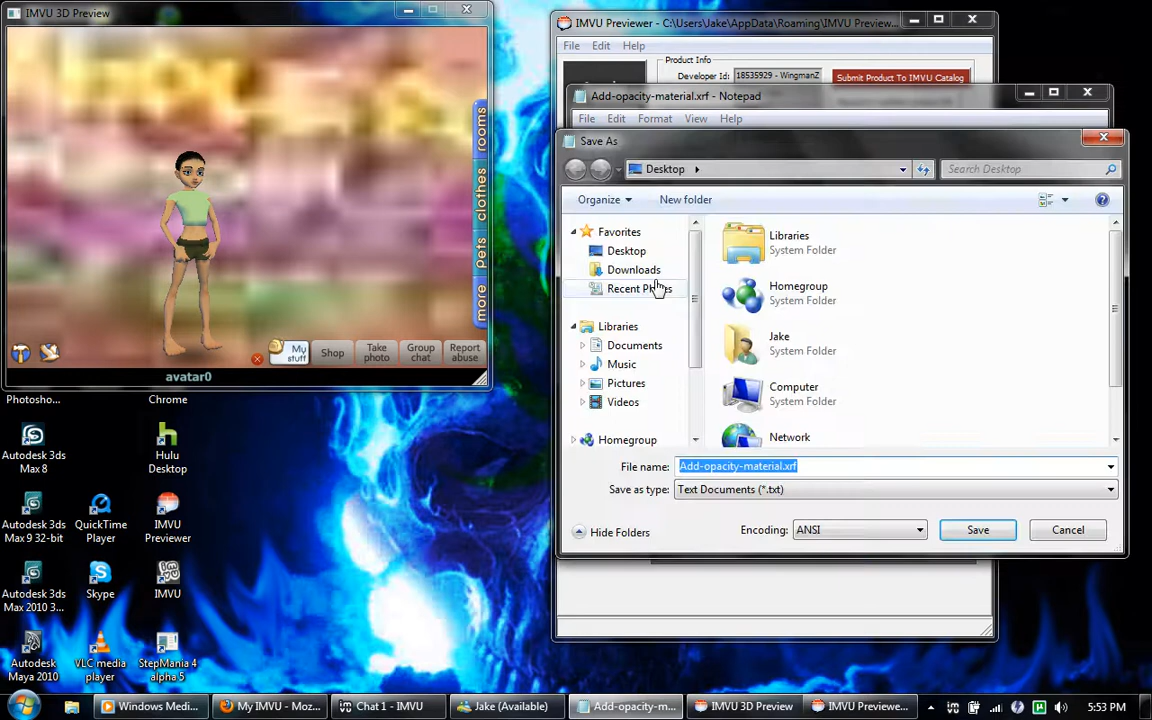 IMVU 3D Preview
rooms
clothes
pets
more
My stuff
Shop
Take photo
Group chat
Report abuse
avatar0
IMVU Previewer - C:\Users\Jake\AppData\Roaming\IMVU Preview...
File Edit Help
Product Info
Developer Id: 18535929 - WingmanZ
Submit Product To IMVU Catalog
Add-opacity-material.xrf - Notepad
File Edit Format View Help
Save As
Desktop
Search Desktop
Organize New folder
Favorites
Desktop
Downloads
Libraries
Documents
Music
Pictures
Videos
Homegroup
Libraries
System Folder
Homegroup
System Folder
Jake
System Folder
Computer
System Folder
Network
File name: Add-opacity-material.xrf
Save as type: Text Documents (*.txt)
Hide Folders
Encoding: ANSI
Save
Cancel
Photosho...
Chrome
Autodesk 3ds Max 8
Hulu Desktop
Autodesk 3ds Max 9 32-bit
QuickTime Player
IMVU Previewer
Autodesk 3ds Max 2010 3...
Skype
IMVU
Autodesk Maya 2010
VLC media player
StepMania 4 alpha 5
Windows Medi...
My IMVU - Moz...
Chat 1 - IMVU
Jake (Available)
Add-opacity-m...
IMVU 3D Preview
IMVU Previewe...
5:53 PM